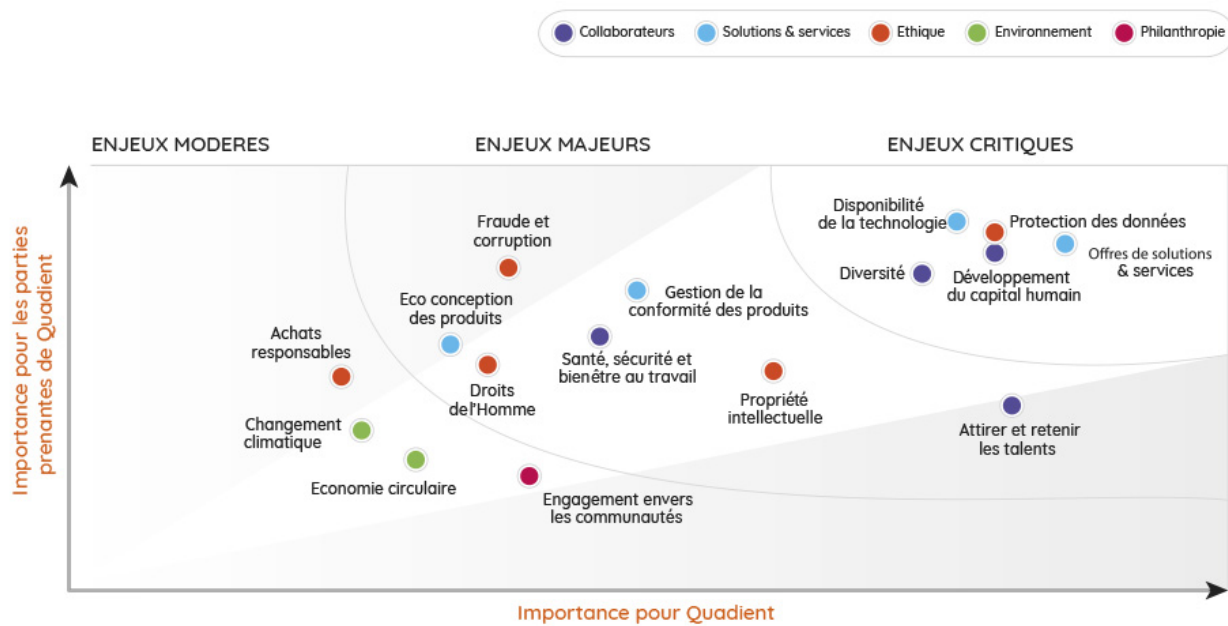 Collaborateurs Solutions & services Ethique Environnement Philanthropie
ENJEUX MODERES
ENJEUX MAJEURS
ENJEUX CRITIQUES
Importance pour les parties
prenantes de Quadient
Fraude et
corruption
Disponibilité
de la technologie
Protection des données
Offres de solutions
& services
Diversité
Développement
du capital humain
Eco conception
des produits
Gestion de la
conformité des produits
Achats
responsables
Santé, sécurité et
bienêtre au travail
Droits
de l'Homme
Propriété
intellectuelle
Changement
climatique
Attirer et retenir
les talents
Economie circulaire
Engagement envers
les communautés
Importance pour Quadient